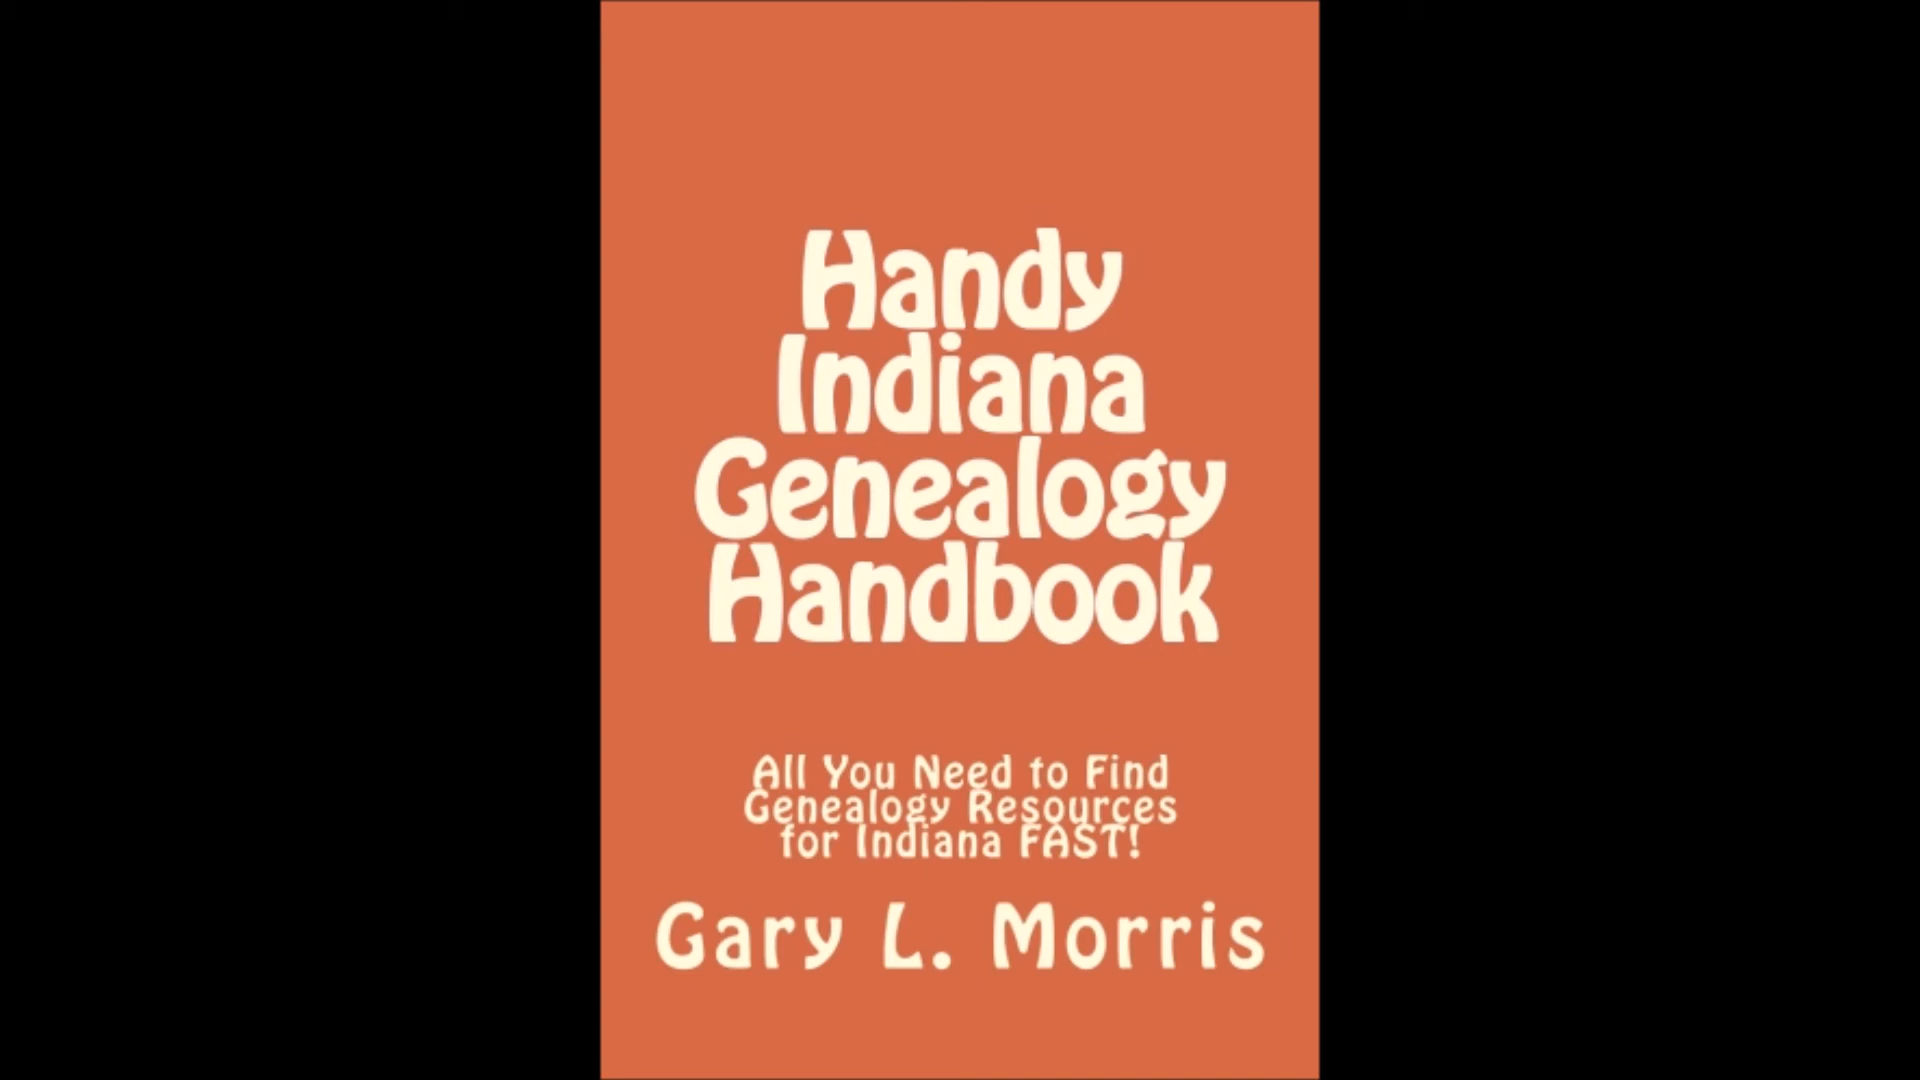 Handy
Indiana
Genealogy
Handbook
All You Need to Find
Genealogy Resources
for Indiana FAST!
Gary L. Morris